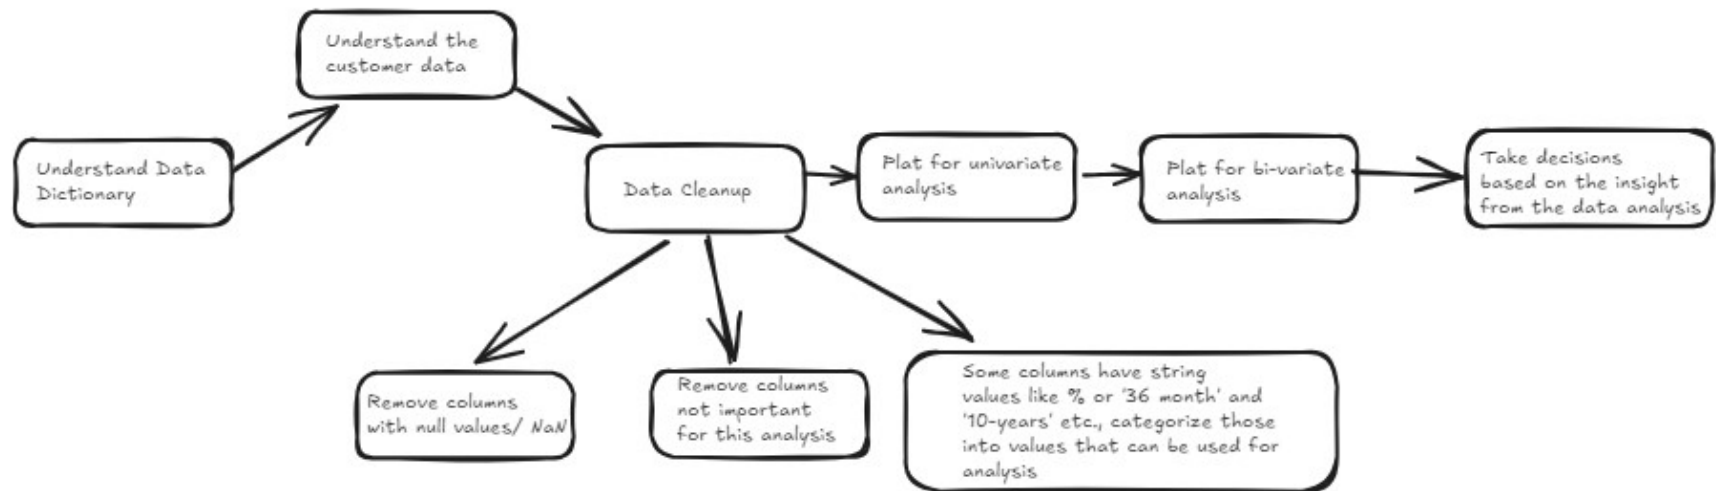 Understand the
customer data
Understand Data
Dictionary
Data Cleanup
Plat for univariate
analysis
Plat for bi-variate
analysis
Take decisions
based on the insight
from the data analysis
Remove columns
with null values/ NaN
Remove columns
not important
for this analysis
Some columns have string
values like % or '36 month' and
'10-years' etc., categorize those
into values that can be used for
analysis